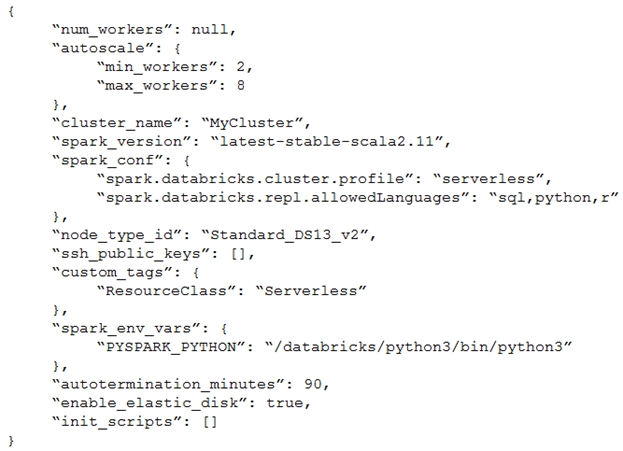 {
“num_workers”: null,
“autoscale”: {
“min_workers”: 2,
“max_workers”: 8
},
“cluster_name”: “MyCluster”,
“spark_version”: “latest-stable-scala2.11”,
“spark_conf”: {
“spark.databricks.cluster.profile”: “serverless”,
“spark.databricks.repl.allowedLanguages”: “sql,python,r”
},
“node_type_id”: “Standard_DS13_v2”,
“ssh_public_keys”: [],
“custom_tags”: {
“ResourceClass”: “Serverless”
},
“spark_env_vars”: {
“PYSPARK_PYTHON”: “/databricks/python3/bin/python3”
},
“autotermination_minutes”: 90,
“enable_elastic_disk”: true,
“init_scripts”: []
}